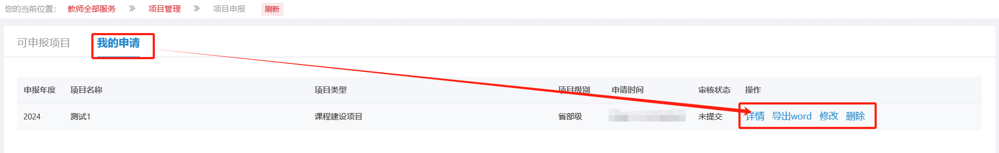 您的当前位置： 教师全部服务 » 项目管理 » 项目申报 刷新
可申报项目 我的申请
申报年度 项目名称 项目类型 项目级别 申请时间 审核状态 操作
2024 测试1 课程建设项目 省部级 未提交 详情 导出word 修改 删除